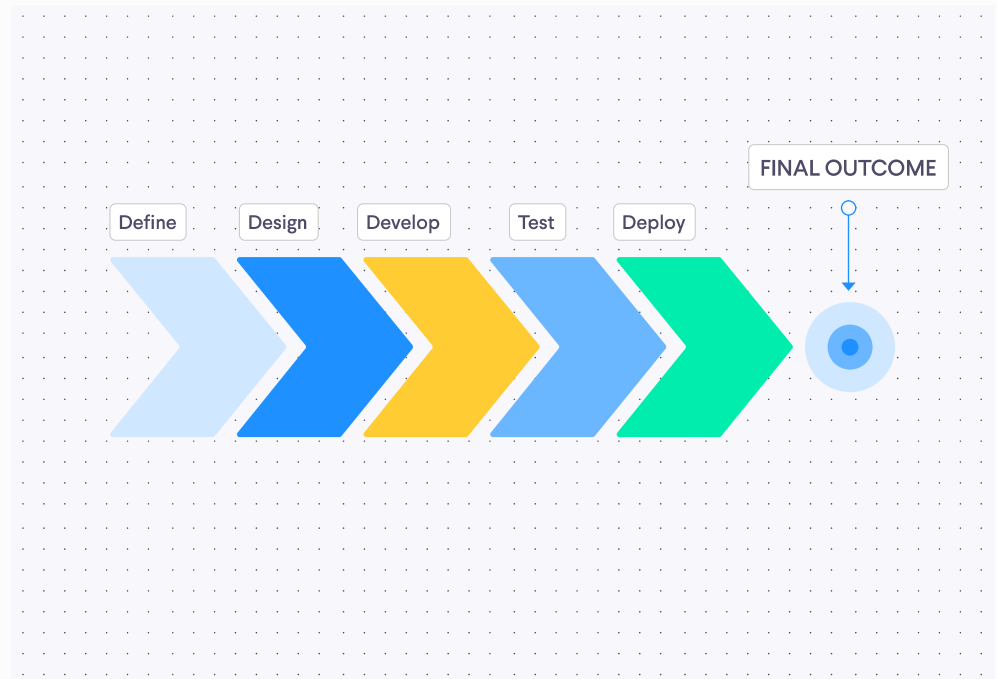 FINAL OUTCOME
Define
Design
Develop
Test
Deploy